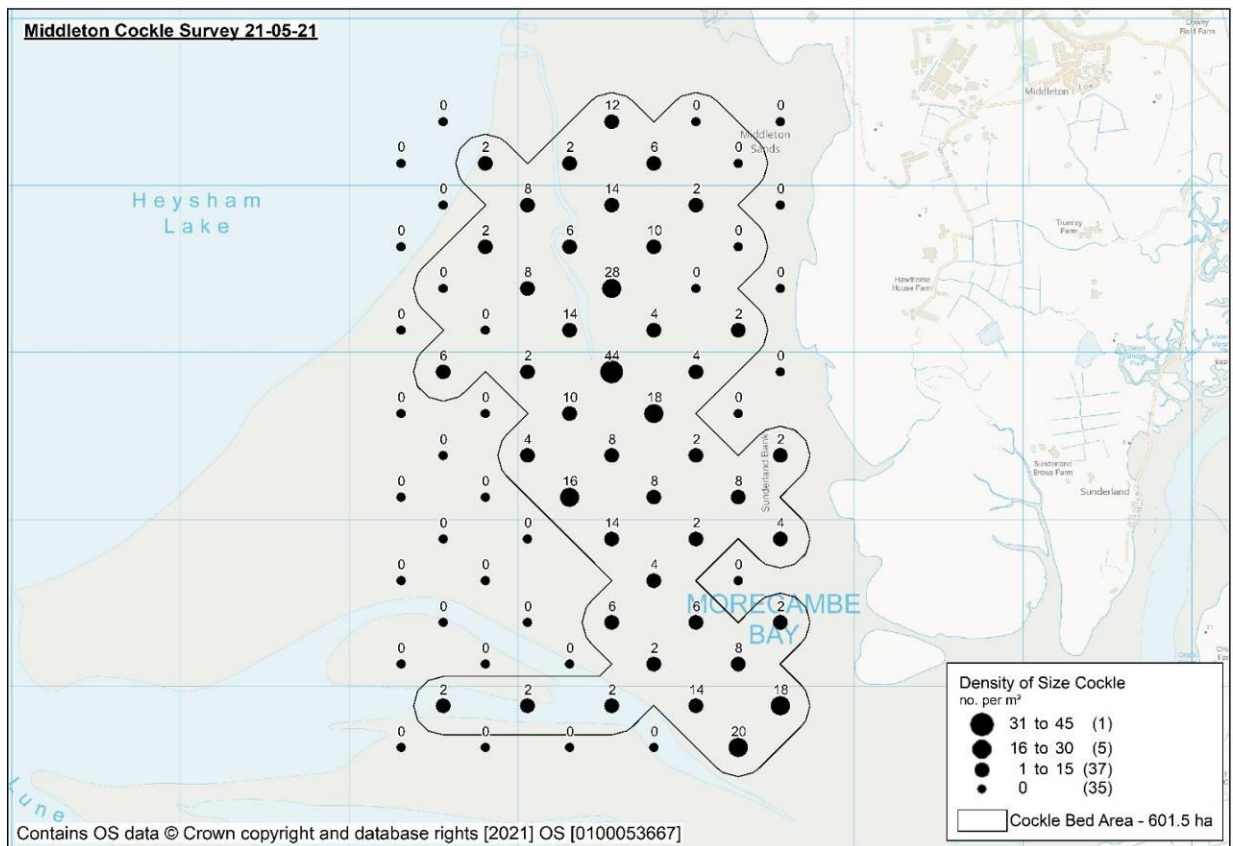 Middleton Cockle Survey 21-05-21
Downy
Field Farm
Middleton
12
0 12 0 0
Middleton
Sands
14
0 2 2 6 0
Heysham
Lake
0 8 14 2 0
3
Trumley
Farm
0 2 6 10 0
Hawthorne
House Farm
0 8 28 0 0
0 0 14 4 2
6 2 44 4 0
0 0 10 18 0
0 4 8 2 2
Sunderland Bank
Sunderland
Brows Farm
Sunderland
0 0 16 8 8
0 0 14 2 4
0 0 4 0
MORECAMBE
BAY
0 0 6 6 2
0 0 0 2 8
2 2 2 14 18
0 0 0 0 20
Lune
Density of Size Cockle
no. per m²
31 to 45 (1)
16 to 30 (5)
1 to 15 (37)
0 (35)
Cockle Bed Area - 601.5 ha
Contains OS data © Crown copyright and database rights [2021] OS [0100053667]